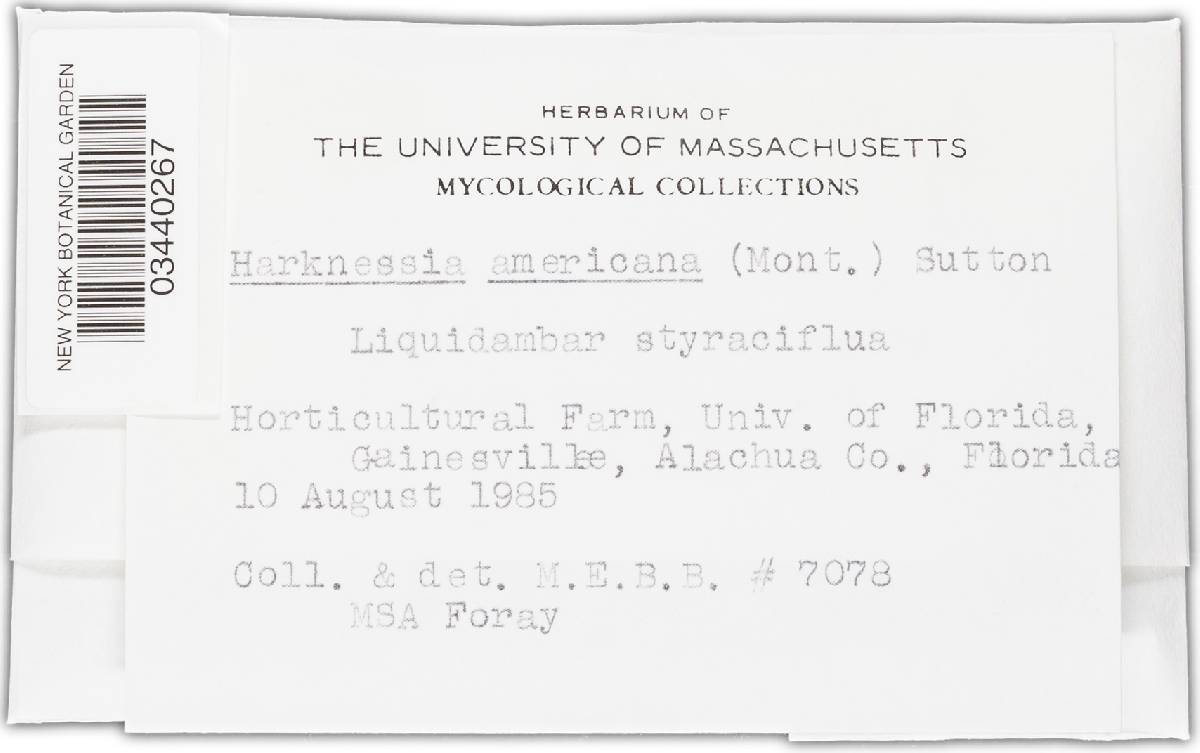 NEW YORK BOTANICAL GARDEN
03440267
HERBARIUM OF
THE UNIVERSITY OF MASSACHUSETTS
MYCOLOGICAL COLLECTIONS
Harknessia americana (Mont.) Sutton
Liquidambar styraciflua
Horticultural Farm, Univ. of Florida,
Gainesville, Alachua Co., Florida
10 August 1985
Coll. & det. M.E.B.B. # 7078
MSA Foray